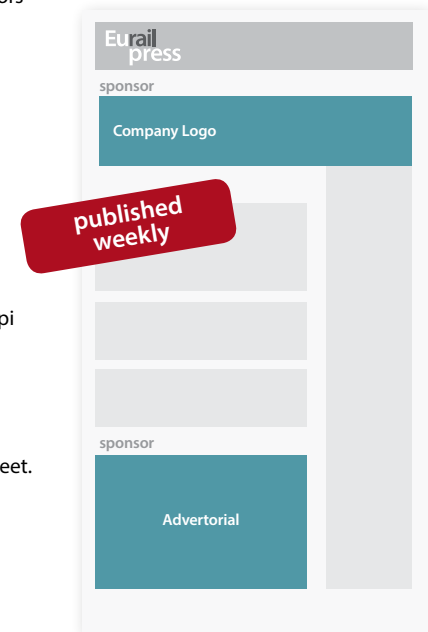 Eurail
press
sponsor
Company Logo
published
weekly
sponsor
Advertorial